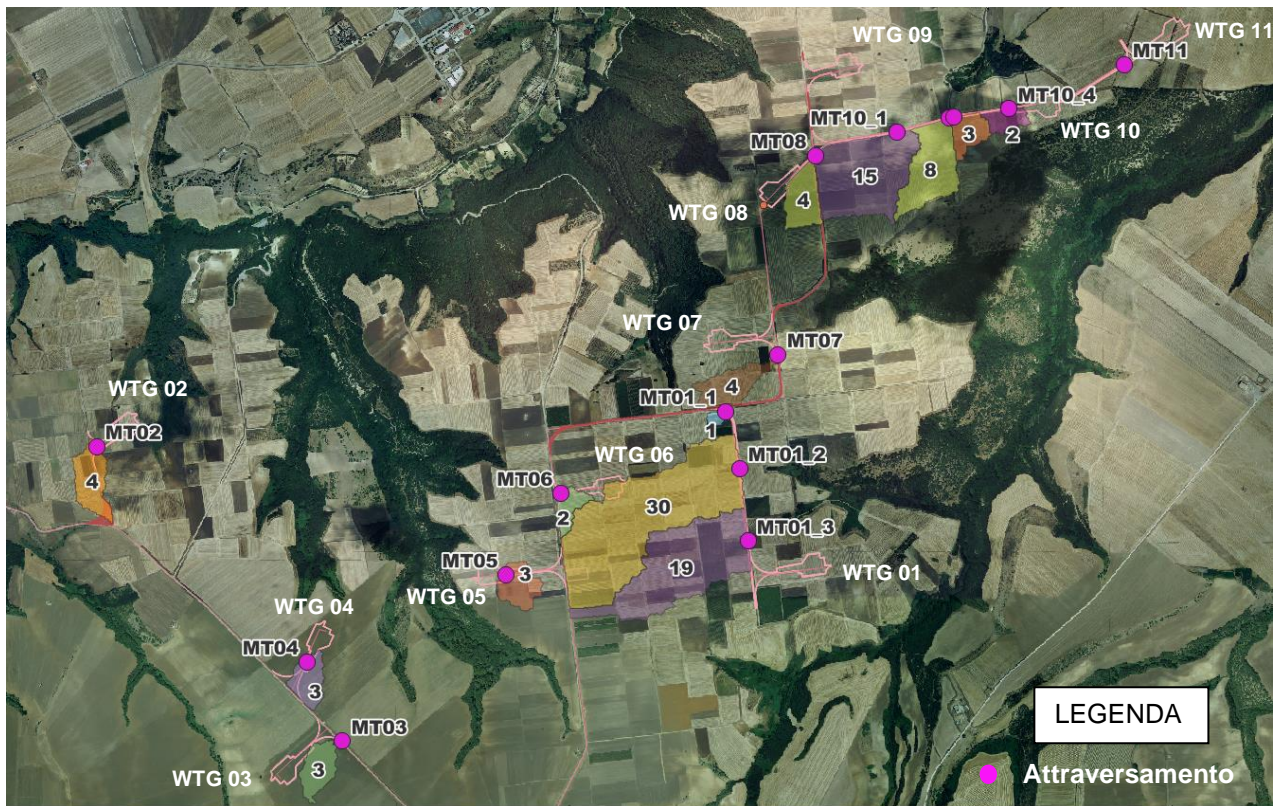 WTG 09
WTG 11
MT11
MT10_4
MT10_1
3
2
WTG 10
MT08
15
8
4
WTG 08
WTG 07
MT07
4
MT01_1
1
WTG 02
MT02
4
WTG 06
MT01_2
MT06
30
2
MT01_3
MT05
3
19
WTG 01
WTG 05
WTG 04
MT04
3
MT03
WTG 03
3
LEGENDA
Attraversamento